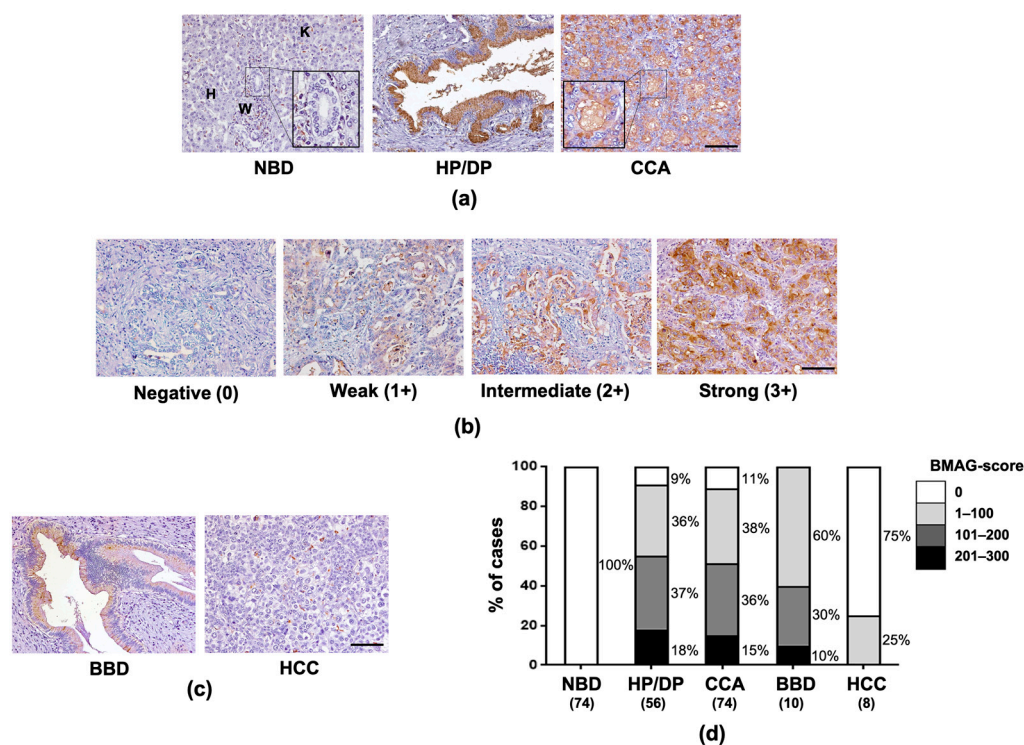 K
H
W
NBD
HP/DP
CCA
(a)
Negative (0)
Weak (1+)
Intermediate (2+)
Strong (3+)
(b)
BBD
HCC
(c)
% of cases
100
80
60
40
20
0
100%
9%
36%
37%
18%
11%
38%
36%
15%
60%
30%
10%
75%
25%
NBD HP/DP CCA BBD HCC
(74) (56) (74) (10) (8)
BMAG-score
0
1–100
101–200
201–300
(d)